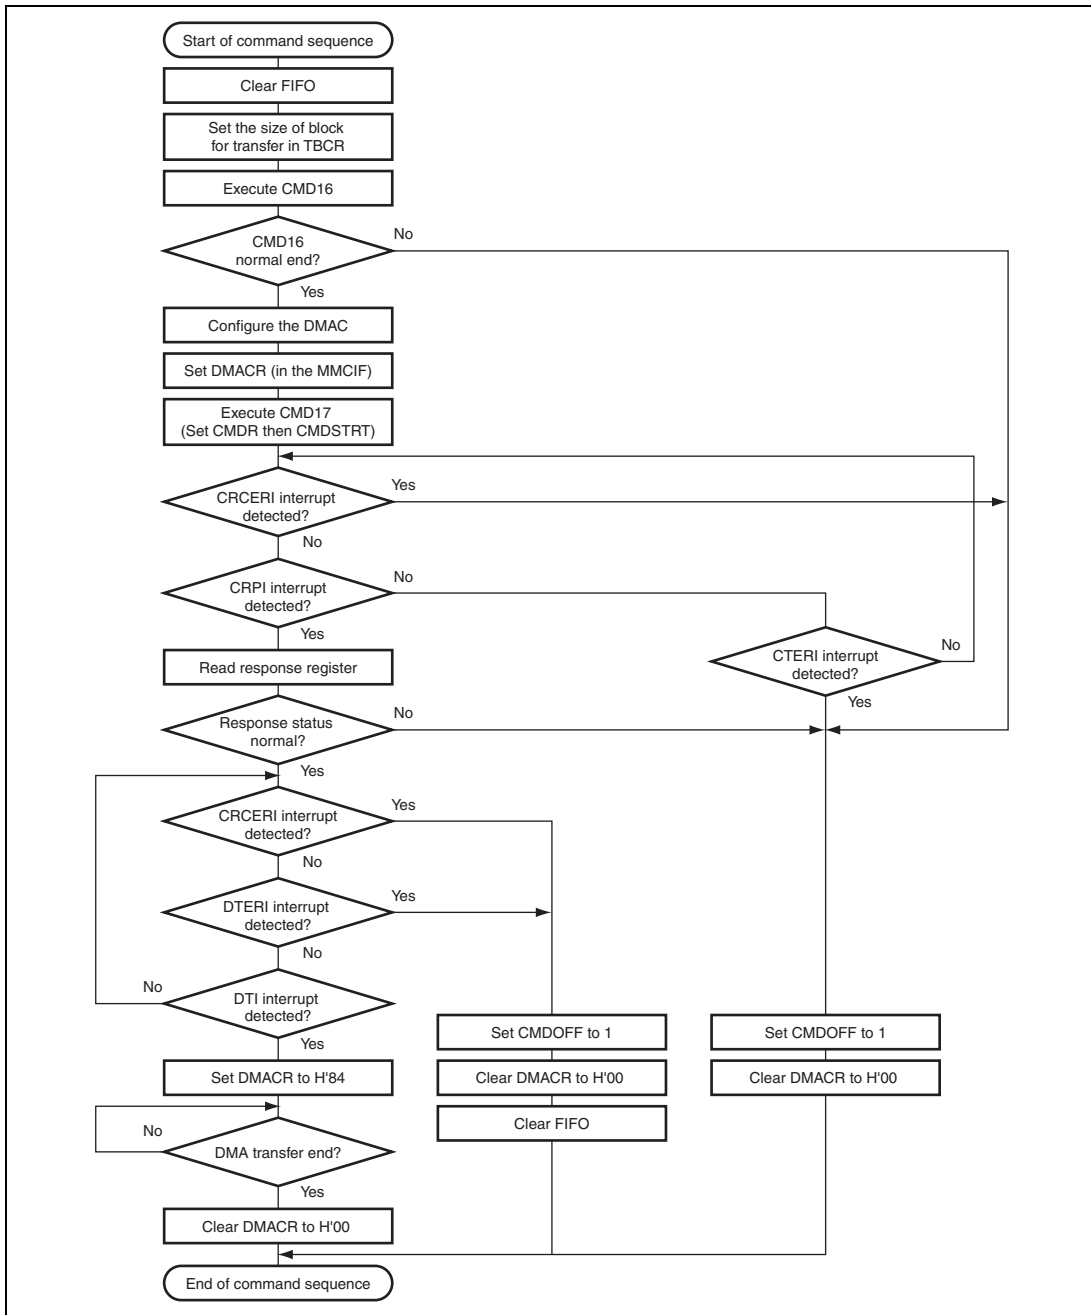 Start of command sequence
Clear FIFO
Set the size of block
for transfer in TBCR
Execute CMD16
CMD16
normal end?
No
Yes
Configure the DMAC
Set DMACR (in the MMCIF)
Execute CMD17
(Set CMDR then CMDSTRT)
CRCERI interrupt
detected?
Yes
No
CRPI interrupt
detected?
No
Yes
CTERI interrupt
detected?
No
Yes
Read response register
Response status
normal?
No
Yes
CRCERI interrupt
detected?
Yes
No
DTERI interrupt
detected?
Yes
No
DTI interrupt
detected?
No
Yes
Set DMACR to H'84
DMA transfer end?
No
Yes
Clear DMACR to H'00
Set CMDOFF to 1
Clear DMACR to H'00
Clear FIFO
Set CMDOFF to 1
Clear DMACR to H'00
End of command sequence